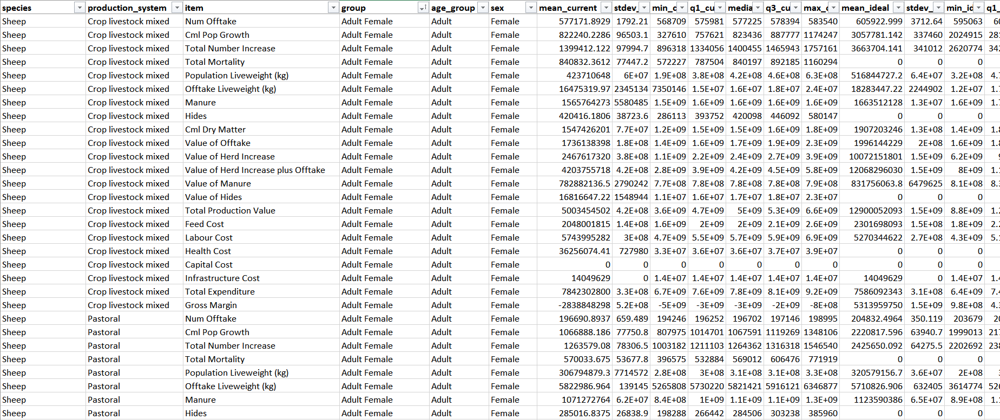 species production_system item group age_group sex mean_current stdev_ min_c q1_cu media q3_cu max_c mean_ideal stdev_ min_id q1_
Sheep Crop livestock mixed Num Offtake Adult Female Adult Female 577171.8929 1792.21 568709 575981 577225 578394 583540 605922.999 3712.64 595063 60
Sheep Crop livestock mixed Cml Pop Growth Adult Female Adult Female 822240.2286 96503.1 327610 757621 823436 887777 1174247 3057781.142 337460 2024915 281
Sheep Crop livestock mixed Total Number Increase Adult Female Adult Female 1399412.122 97994.7 896318 1334056 1400455 1465943 1757161 3663704.141 341012 2620774 342
Sheep Crop livestock mixed Total Mortality Adult Female Adult Female 840832.3612 77447.2 572227 787504 840197 892185 1160294 0 0 0
Sheep Crop livestock mixed Population Liveweight (kg) Adult Female Adult Female 423710648 6E+07 1.9E+08 3.8E+08 4.2E+08 4.6E+08 6.3E+08 516844727.2 6.4E+07 3.2E+08 4.7
Sheep Crop livestock mixed Offtake Liveweight (kg) Adult Female Adult Female 16475319.97 2345134 7350146 1.5E+07 1.6E+07 1.8E+07 2.4E+07 18283447.22 2244902 1.2E+07 1.7
Sheep Crop livestock mixed Manure Adult Female Adult Female 1565764273 5580485 1.5E+09 1.6E+09 1.6E+09 1.6E+09 1.6E+09 1663512128 1.3E+07 1.6E+09 1.7
Sheep Crop livestock mixed Hides Adult Female Adult Female 420416.1806 38723.6 286113 393752 420098 446092 580147 0 0 0
Sheep Crop livestock mixed Cml Dry Matter Adult Female Adult Female 1547426201 7.7E+07 1.2E+09 1.5E+09 1.5E+09 1.6E+09 1.8E+09 1907203246 1.3E+08 1.4E+09 1.8
Sheep Crop livestock mixed Value of Offtake Adult Female Adult Female 1736138398 1.8E+08 1.4E+09 1.6E+09 1.7E+09 1.9E+09 2.3E+09 1996144229 2E+08 1.6E+09 1.8
Sheep Crop livestock mixed Value of Herd Increase Adult Female Adult Female 2467617320 3.8E+08 1.1E+09 2.2E+09 2.4E+09 2.7E+09 3.9E+09 10072151801 1.5E+09 6.2E+09 9
Sheep Crop livestock mixed Value of Herd Increase plus Offtake Adult Female Adult Female 4203755718 4.2E+08 2.8E+09 3.9E+09 4.2E+09 4.5E+09 5.8E+09 12068296030 1.5E+09 8E+09 1.1
Sheep Crop livestock mixed Value of Manure Adult Female Adult Female 782882136.5 2790242 7.7E+08 7.8E+08 7.8E+08 7.8E+08 7.9E+08 831756063.8 6479625 8.1E+08 8.3
Sheep Crop livestock mixed Value of Hides Adult Female Adult Female 16816647.22 1548944 1.1E+07 1.6E+07 1.7E+07 1.8E+07 2.3E+07 0 0 0
Sheep Crop livestock mixed Total Production Value Adult Female Adult Female 5003454502 4.2E+08 3.6E+09 4.7E+09 5E+09 5.3E+09 6.6E+09 12900052093 1.5E+09 8.8E+09 1.2
Sheep Crop livestock mixed Feed Cost Adult Female Adult Female 2048001815 1.4E+08 1.6E+09 2E+09 2E+09 2.1E+09 2.6E+09 2301698093 1.5E+08 1.8E+09 2.2
Sheep Crop livestock mixed Labour Cost Adult Female Adult Female 5743995282 3E+08 4.7E+09 5.5E+09 5.7E+09 5.9E+09 6.9E+09 5270344622 2.7E+08 4.3E+09 5.1
Sheep Crop livestock mixed Health Cost Adult Female Adult Female 36256074.41 727980 3.3E+07 3.6E+07 3.6E+07 3.7E+07 3.9E+07 0 0 0
Sheep Crop livestock mixed Capital Cost Adult Female Adult Female 0 0 0 0 0 0 0 0 0 0
Sheep Crop livestock mixed Infrastructure Cost Adult Female Adult Female 14049629 0 1.4E+07 1.4E+07 1.4E+07 1.4E+07 1.4E+07 14049629 0 1.4E+07 1.4
Sheep Crop livestock mixed Total Expenditure Adult Female Adult Female 7842302800 3.3E+08 6.7E+09 7.6E+09 7.8E+09 8.1E+09 9.2E+09 7586092343 3.1E+08 6.4E+09 7.4
Sheep Crop livestock mixed Gross Margin Adult Female Adult Female -2838848298 5.2E+08 -5E+09 -3E+09 -3E+09 -2E+09 -8E+08 5313959750 1.5E+09 9.8E+08 4.3
Sheep Pastoral Num Offtake Adult Female Adult Female 196690.8937 659.489 194246 196252 196702 197146 198995 204832.4964 350.119 203679 20
Sheep Pastoral Cml Pop Growth Adult Female Adult Female 1066888.186 77750.8 807975 1014701 1067591 1119269 1348106 2220817.596 63940.7 1999013 217
Sheep Pastoral Total Number Increase Adult Female Adult Female 1263579.08 78306.5 1003182 1211103 1264362 1316318 1546540 2425650.092 64275.5 2202692 238
Sheep Pastoral Total Mortality Adult Female Adult Female 570033.675 53677.8 396575 532884 569012 606476 771919 0 0 0
Sheep Pastoral Population Liveweight (kg) Adult Female Adult Female 306794879.3 7714572 2.8E+08 3E+08 3.1E+08 3.1E+08 3.3E+08 320579156.7 3.6E+07 2E+08 3
Sheep Pastoral Offtake Liveweight (kg) Adult Female Adult Female 5822986.964 139145 5265808 5730220 5821421 5916121 6346877 5710826.906 632405 3614774 526
Sheep Pastoral Manure Adult Female Adult Female 1071272764 6.2E+07 8.4E+08 1E+09 1.1E+09 1.1E+09 1.3E+09 1123590386 6.5E+07 8.9E+08 1.1
Sheep Pastoral Hides Adult Female Adult Female 285016.8375 26838.9 198288 266442 284506 303238 385960 0 0 0